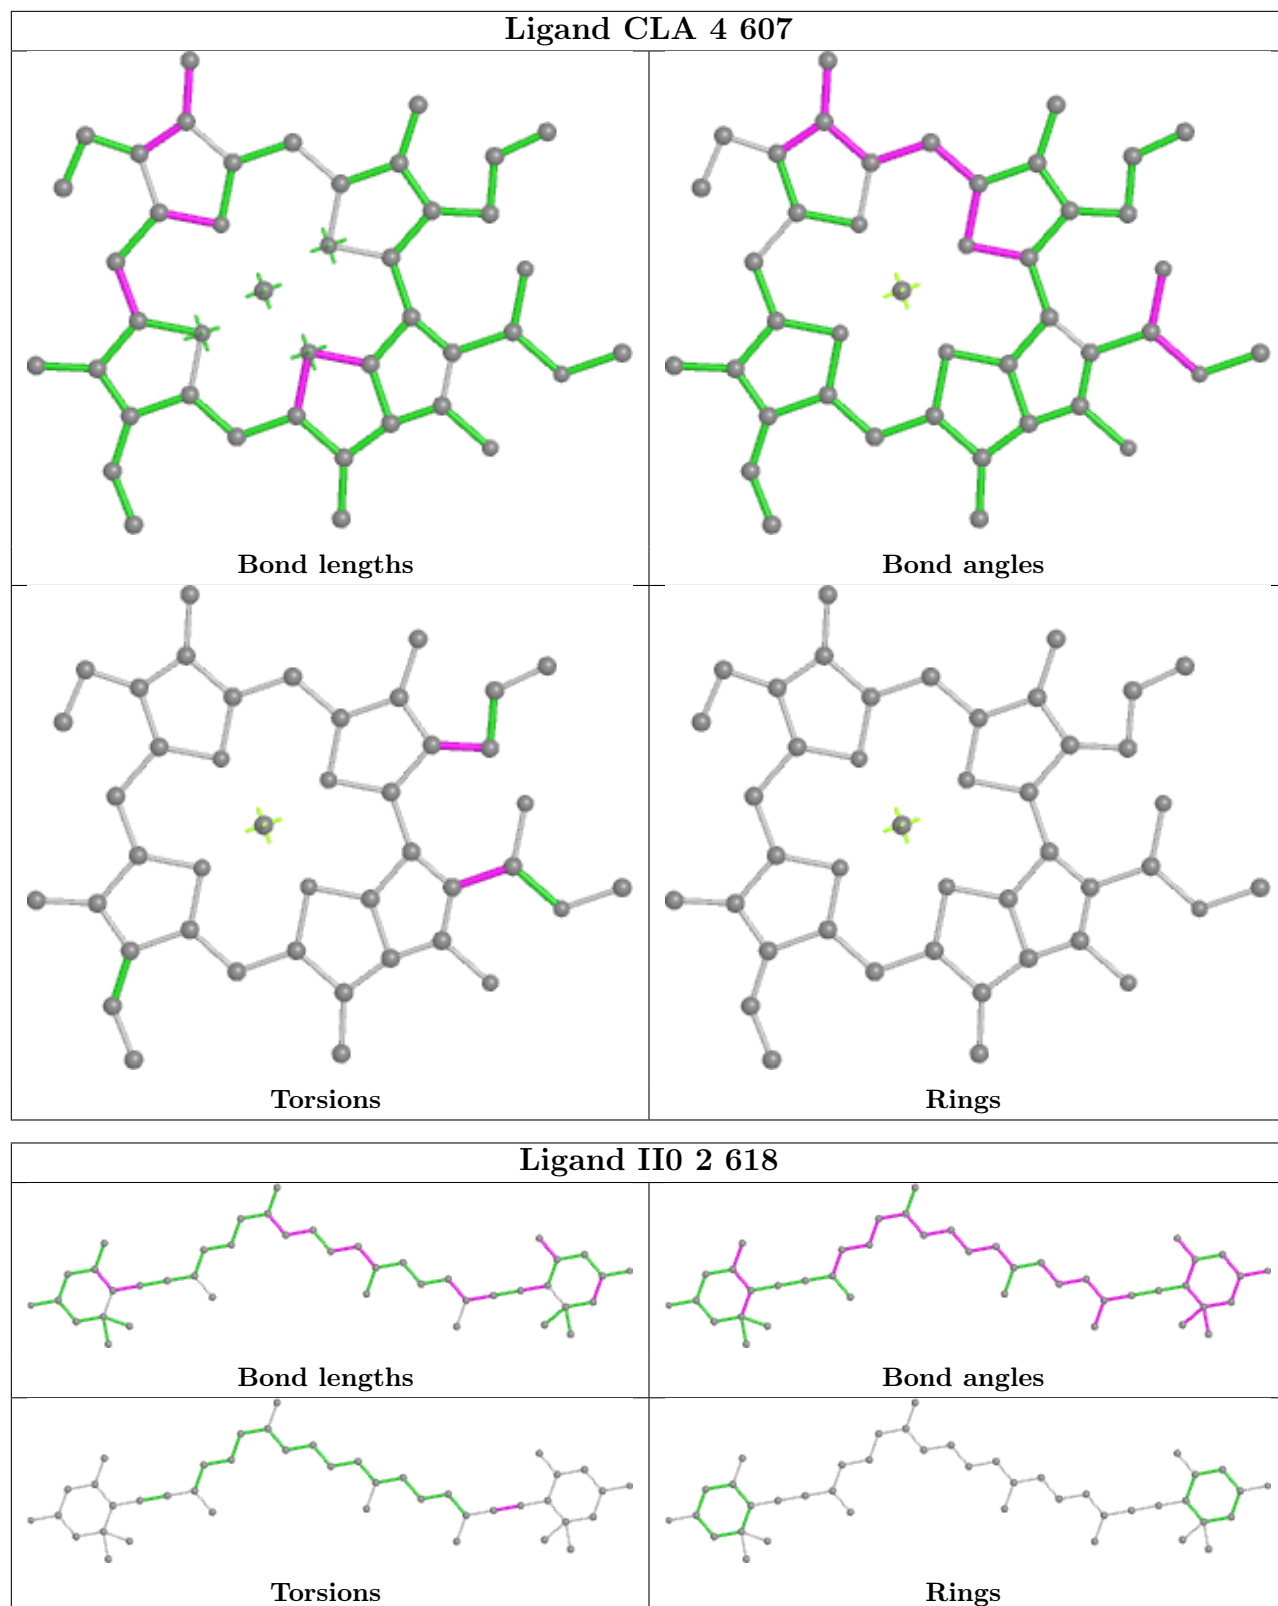 Ligand CLA 4 607
Bond lengths
Bond angles
Torsions
Rings
Ligand II0 2 618
Bond lengths
Bond angles
Torsions
Rings